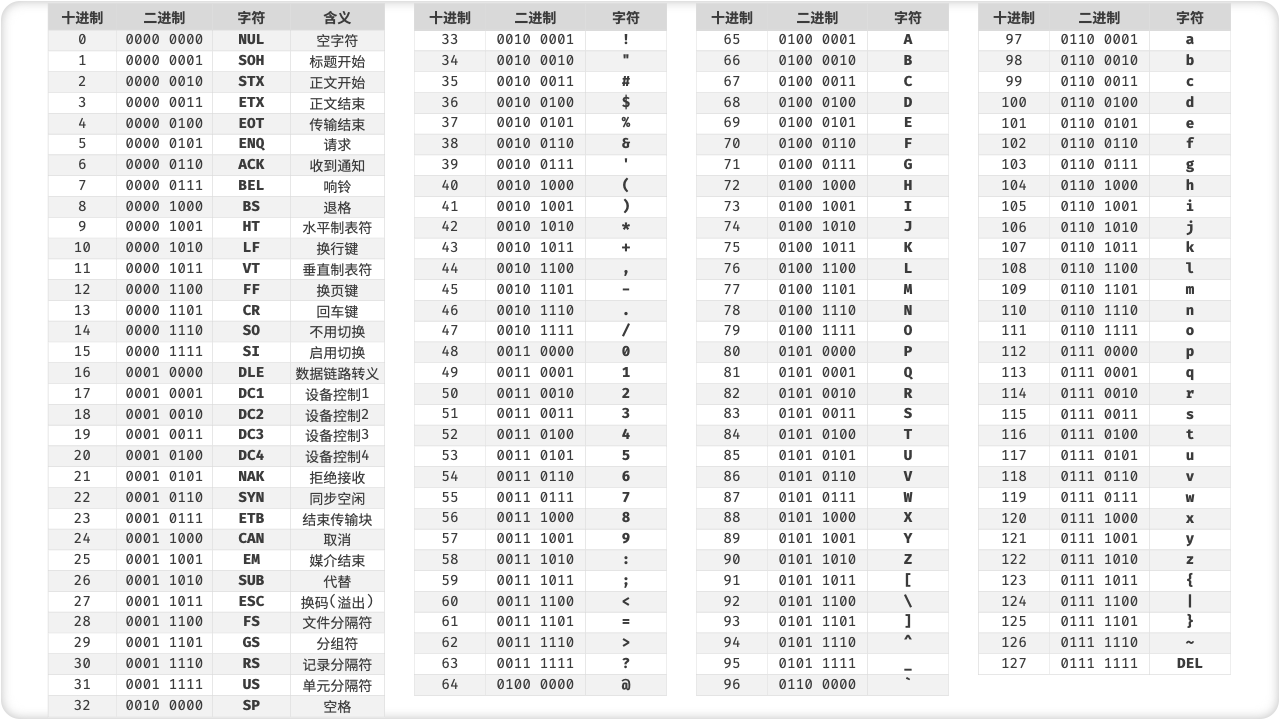 十进制 二进制 字符 含义 十进制 二进制 字符 十进制 二进制 字符 十进制 二进制 字符
0 0000 0000 NUL 空字符 33 0010 0001 ! 65 0100 0001 A 97 0110 0001 a
1 0000 0001 SOH 标题开始 34 0010 0010 " 66 0100 0010 B 98 0110 0010 b
2 0000 0010 STX 正文开始 35 0010 0011 # 67 0100 0011 C 99 0110 0011 c
3 0000 0011 ETX 正文结束 36 0010 0100 $ 68 0100 0100 D 100 0110 0100 d
4 0000 0100 EOT 传输结束 37 0010 0101 % 69 0100 0101 E 101 0110 0101 e
5 0000 0101 ENQ 请求 38 0010 0110 & 70 0100 0110 F 102 0110 0110 f
6 0000 0110 ACK 收到通知 39 0010 0111 ' 71 0100 0111 G 103 0110 0111 g
7 0000 0111 BEL 响铃 40 0010 1000 ( 72 0100 1000 H 104 0110 1000 h
8 0000 1000 BS 退格 41 0010 1001 ) 73 0100 1001 I 105 0110 1001 i
9 0000 1001 HT 水平制表符 42 0010 1010 * 74 0100 1010 J 106 0110 1010 j
10 0000 1010 LF 换行键 43 0010 1011 + 75 0100 1011 K 107 0110 1011 k
11 0000 1011 VT 垂直制表符 44 0010 1100 , 76 0100 1100 L 108 0110 1100 l
12 0000 1100 FF 换页键 45 0010 1101 - 77 0100 1101 M 109 0110 1101 m
13 0000 1101 CR 回车键 46 0010 1110 . 78 0100 1110 N 110 0110 1110 n
14 0000 1110 SO 不用切换 47 0010 1111 / 79 0100 1111 O 111 0110 1111 o
15 0000 1111 SI 启用切换 48 0011 0000 0 80 0101 0000 P 112 0111 0000 p
16 0001 0000 DLE 数据链路转义 49 0011 0001 1 81 0101 0001 Q 113 0111 0001 q
17 0001 0001 DC1 设备控制1 50 0011 0010 2 82 0101 0010 R 114 0111 0010 r
18 0001 0010 DC2 设备控制2 51 0011 0011 3 83 0101 0011 S 115 0111 0011 s
19 0001 0011 DC3 设备控制3 52 0011 0100 4 84 0101 0100 T 116 0111 0100 t
20 0001 0100 DC4 设备控制4 53 0011 0101 5 85 0101 0101 U 117 0111 0101 u
21 0001 0101 NAK 拒绝接收 54 0011 0110 6 86 0101 0110 V 118 0111 0110 v
22 0001 0110 SYN 同步空闲 55 0011 0111 7 87 0101 0111 W 119 0111 0111 w
23 0001 0111 ETB 结束传输块 56 0011 1000 8 88 0101 1000 X 120 0111 1000 x
24 0001 1000 CAN 取消 57 0011 1001 9 89 0101 1001 Y 121 0111 1001 y
25 0001 1001 EM 媒介结束 58 0011 1010 : 90 0101 1010 Z 122 0111 1010 z
26 0001 1010 SUB 代替 59 0011 1011 ; 91 0101 1011 [ 123 0111 1011 {
27 0001 1011 ESC 换码(溢出) 60 0011 1100 < 92 0101 1100 \ 124 0111 1100 |
28 0001 1100 FS 文件分隔符 61 0011 1101 = 93 0101 1101 ] 125 0111 1101 }
29 0001 1101 GS 分组符 62 0011 1110 > 94 0101 1110 ^ 126 0111 1110 ~
30 0001 1110 RS 记录分隔符 63 0011 1111 ? 95 0101 1111 _ 127 0111 1111 DEL
31 0001 1111 US 单元分隔符 64 0100 0000 @ 96 0110 0000 `
32 0010 0000 SP 空格